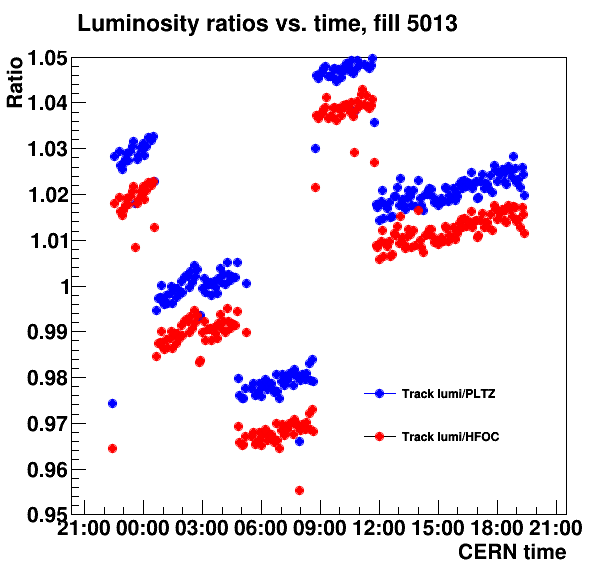 Luminosity ratios vs. time, fill 5013
Ratio
1.05
1.04
1.03
1.02
1.01
1
0.99
0.98
0.97
0.96
0.95
Track lumi/PLTZ
Track lumi/HFOC
21:00 00:00 03:00 06:00 09:00 12:00 15:00 18:00 21:00
CERN time